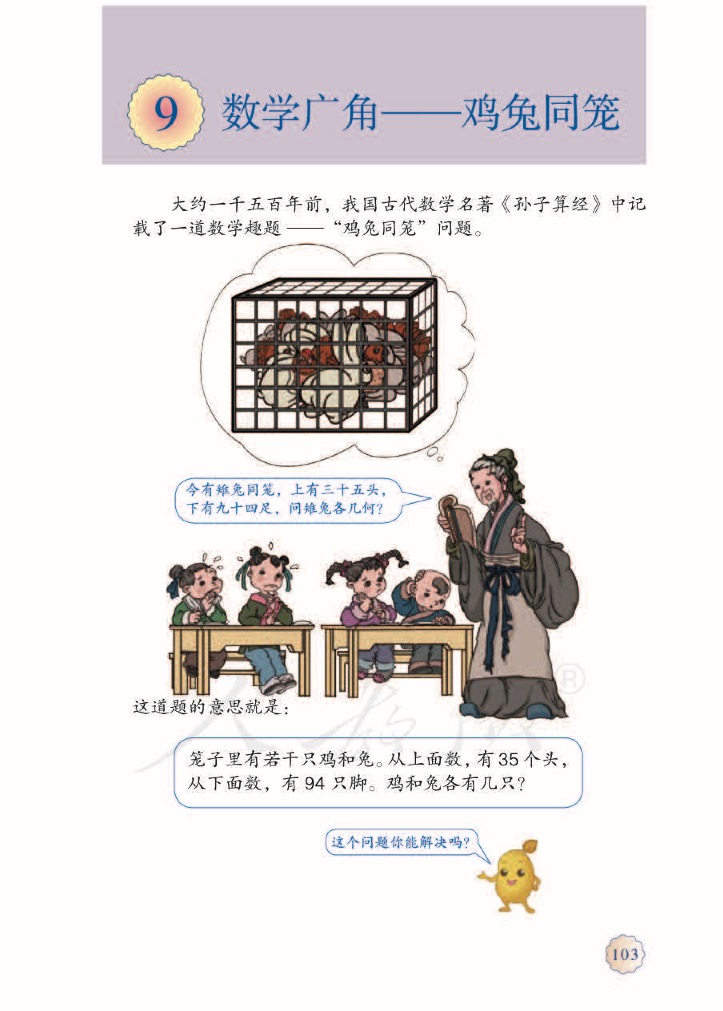 9 数学广角——鸡兔同笼
大约一千五百年前，我国古代数学名著《孙子算经》中记
载了一道数学趣题 ——“鸡兔同笼”问题。
今有雉兔同笼，上有三十五头，
下有九十四足，问雉兔各几何？
这道题的意思就是：
笼子里有若干只鸡和兔。从上面数，有 35 个头，
从下面数，有 94 只脚。鸡和兔各有几只？
这个问题你能解决吗？
103
人教版
®